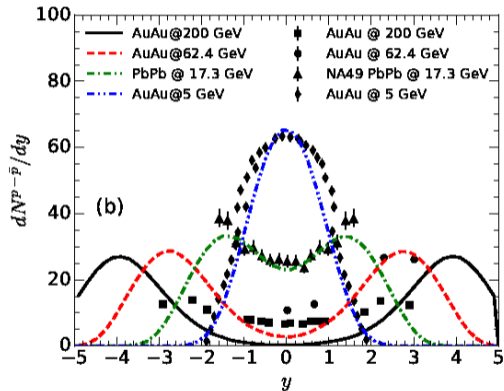 100
80
60
40
20
0
dN^{p-p̄}/dy
AuAu@200 GeV
AuAu@62.4 GeV
PbPb @ 17.3 GeV
AuAu@5 GeV
AuAu @ 200 GeV
AuAu @ 62.4 GeV
NA49 PbPb @ 17.3 GeV
AuAu @ 5 GeV
(b)
−5 −4 −3 −2 −1 0 1 2 3 4 5
y